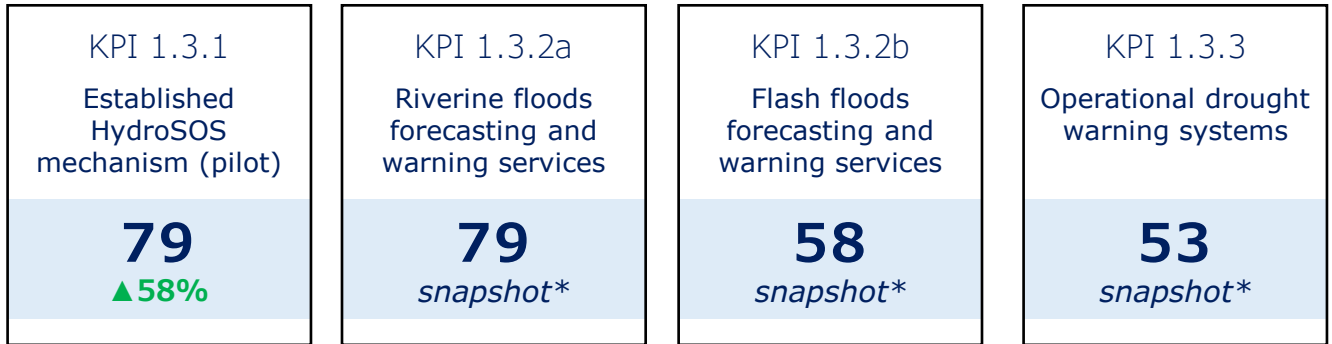 KPI 1.3.1
Established
HydroSOS
mechanism (pilot)
79
▲58%
KPI 1.3.2a
Riverine floods
forecasting and
warning services
79
snapshot*
KPI 1.3.2b
Flash floods
forecasting and
warning services
58
snapshot*
KPI 1.3.3
Operational drought
warning systems
53
snapshot*